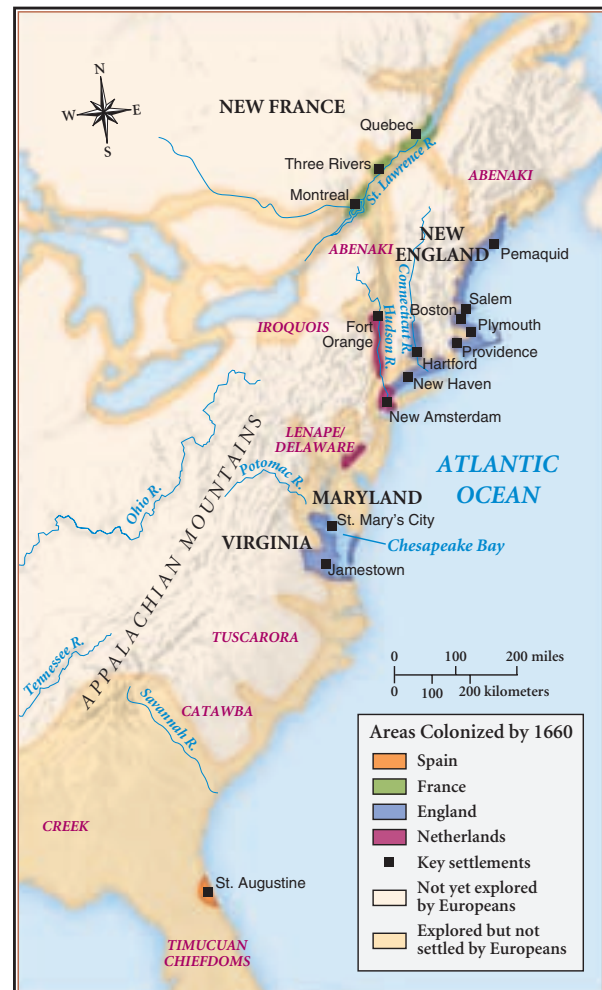 N
W
E
S
NEW FRANCE
Quebec
Three Rivers
St. Lawrence R.
Montreal
ABENAKI
ABENAKI
NEW
ENGLAND
Pemaquid
Connecticut R.
Salem
Boston
Plymouth
Providence
IROQUOIS
Fort
Orange
Hudson R.
Hartford
New Haven
New Amsterdam
LENAPE/
DELAWARE
Potomac R.
ATLANTIC
OCEAN
Ohio R.
APPALACHIAN MOUNTAINS
MARYLAND
St. Mary's City
VIRGINIA
Chesapeake Bay
Jamestown
TUSCARORA
Tennessee R.
0 100 200 miles
0 100 200 kilometers
Savannah R.
CATAWBA
CREEK
St. Augustine
TIMUCUAN
CHIEFDOMS
Areas Colonized by 1660
Spain
France
England
Netherlands
Key settlements
Not yet explored
by Europeans
Explored but not
settled by Europeans